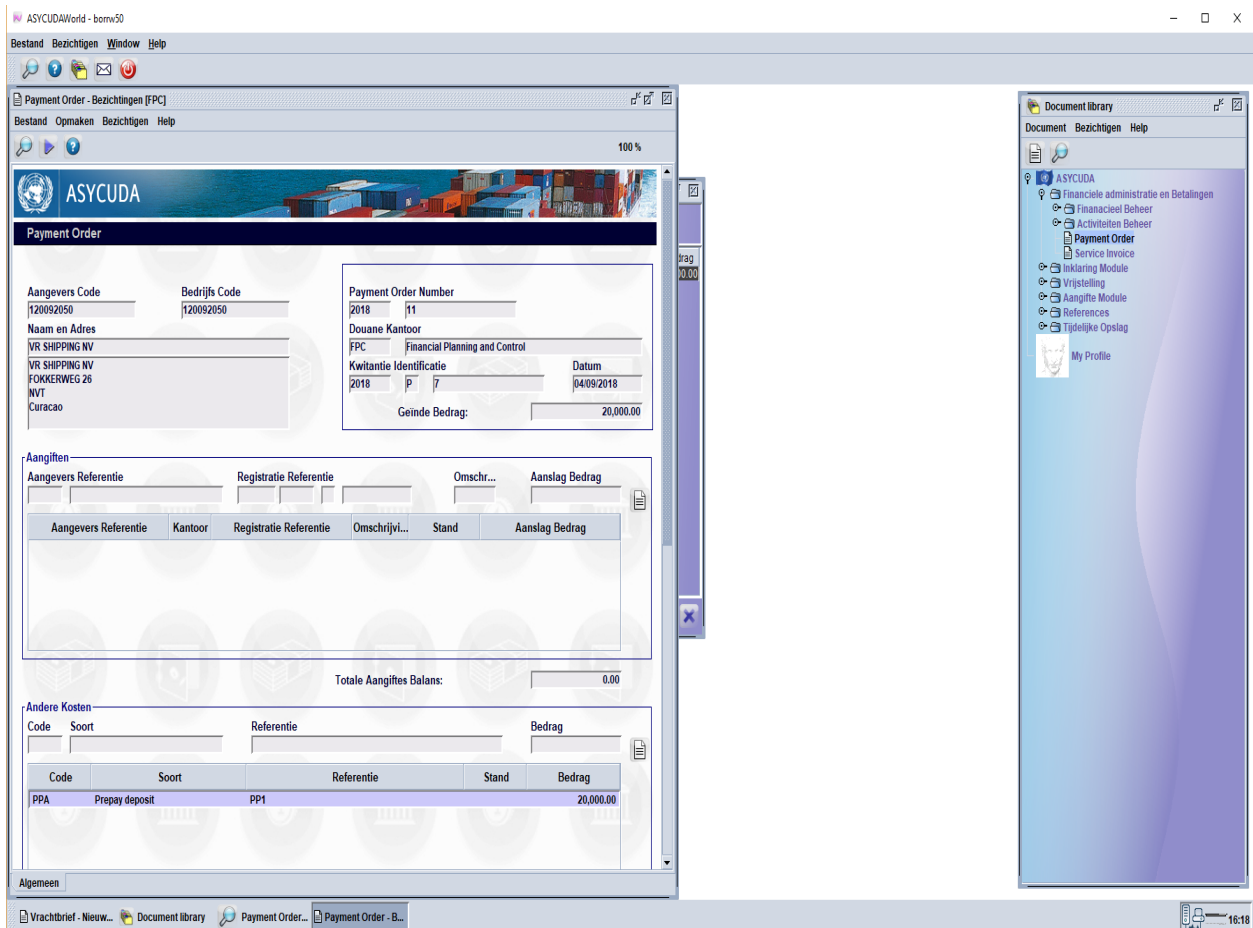 ASYCUDAWorld - borrw50
Bestand Bezichtigen Window Help
Payment Order - Bezichtingen [FPC]
Bestand Opmaken Bezichtigen Help
100 %
ASYCUDA
Payment Order
Aangevers Code Bedrijfs Code
120092050 120092050
Naam en Adres
VR SHIPPING NV
VR SHIPPING NV
FOKKERWEG 26
NVT
Curacao
Payment Order Number
2018 11
Douane Kantoor
FPC Financial Planning and Control
Kwitantie Identificatie Datum
2018 P 7 04/09/2018
Geïnde Bedrag: 20,000.00
Aangiften
Aangevers Referentie Registratie Referentie Omschr... Aanslag Bedrag
Aangevers Referentie Kantoor Registratie Referentie Omschrijvi... Stand Aanslag Bedrag
Totale Aangiftes Balans: 0.00
Andere Kosten
Code Soort Referentie Bedrag
Code Soort Referentie Stand Bedrag
PPA Prepay deposit PP1 20,000.00
Algemeen
drag
00.00
Document library
Document Bezichtigen Help
ASYCUDA
Financiele administratie en Betalingen
Finanacieel Beheer
Activiteiten Beheer
Payment Order
Service Invoice
Inklaring Module
Vrijstelling
Aangifte Module
References
Tijdelijke Opslag
My Profile
Vrachtbrief - Nieuw... Document library Payment Order... Payment Order - B...
16:18